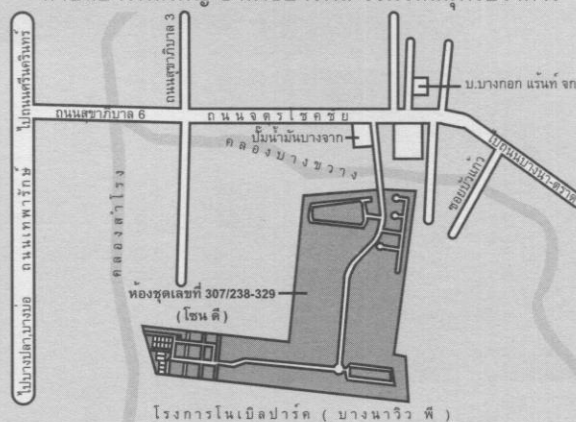 ถนนสุขาภิบาล 3
ไปถนนศรีนครินทร์
บ.บางกอก แร้นท์ จก
ถนนสุขาภิบาล 6
ถนนจตุรโชคชัย
ปั๊มน้ำมันบางจาก
คลองบางขวาง
ไปถนนบางนา-ตราด
ซอยบัวแก้ว
ถนนเทพารักษ์
คลองสำโรง
ห้องชุดเลขที่ 307/238-329
(โซน ดี)
ไปบางปลา,บางบ่อ
โรงการโนเบิลปาร์ค ( บางนาวิว พี )